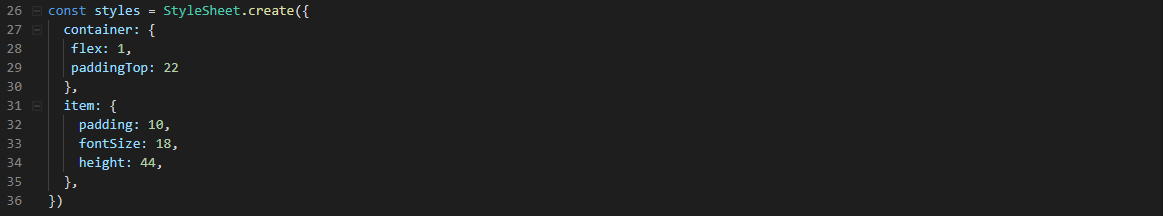 26 const styles = StyleSheet.create({
27   container: {
28    flex: 1,
29    paddingTop: 22
30   },
31   item: {
32     padding: 10,
33     fontSize: 18,
34     height: 44,
35   },
36 })